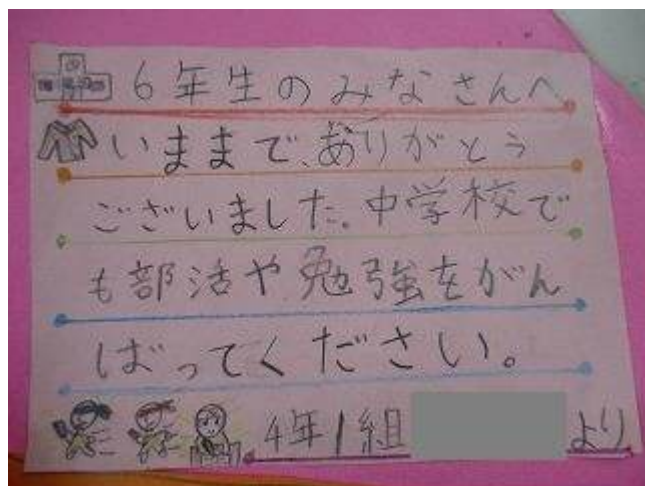 6年生のみなさんへ
いままで、ありがとう
ございました。中学校で
も部活や勉強をがん
ばってください。
4年1組 より